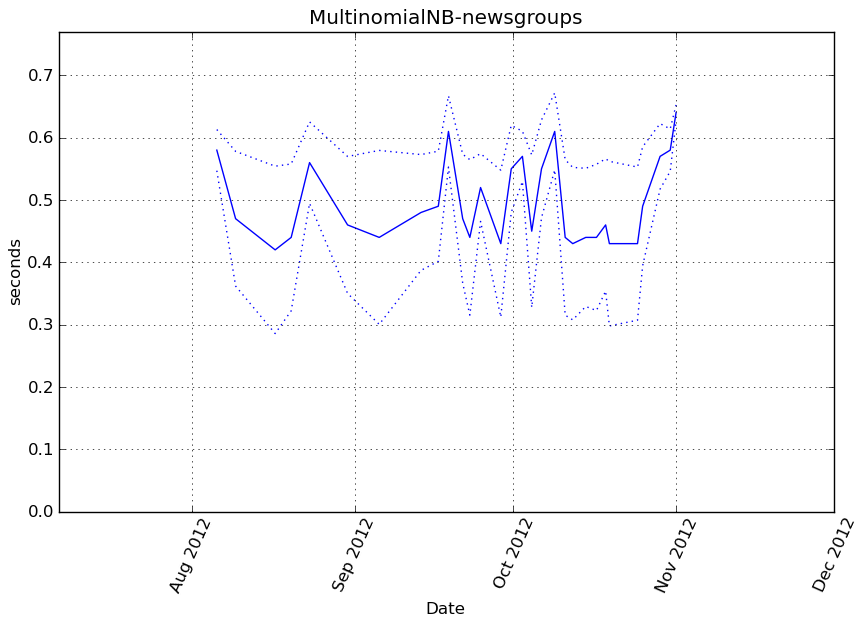 MultinomialNB-newsgroups
0.7
0.6
0.5
0.4
0.3
0.2
0.1
0.0
seconds
Aug 2012
Sep 2012
Oct 2012
Nov 2012
Dec 2012
Date